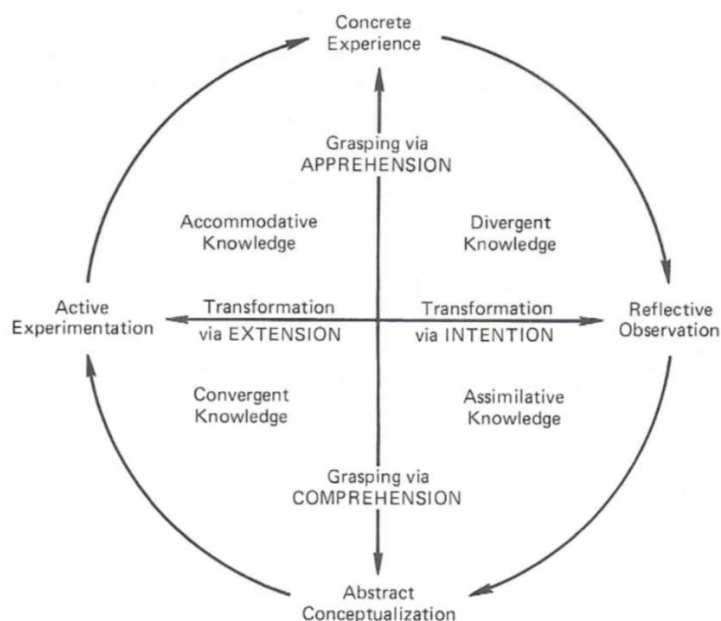 Concrete
Experience
Grasping via
APPREHENSION
Accommodative
Knowledge
Divergent
Knowledge
Active
Experimentation
Transformation
via EXTENSION
Transformation
via INTENTION
Reflective
Observation
Convergent
Knowledge
Assimilative
Knowledge
Grasping via
COMPREHENSION
Abstract
Conceptualization